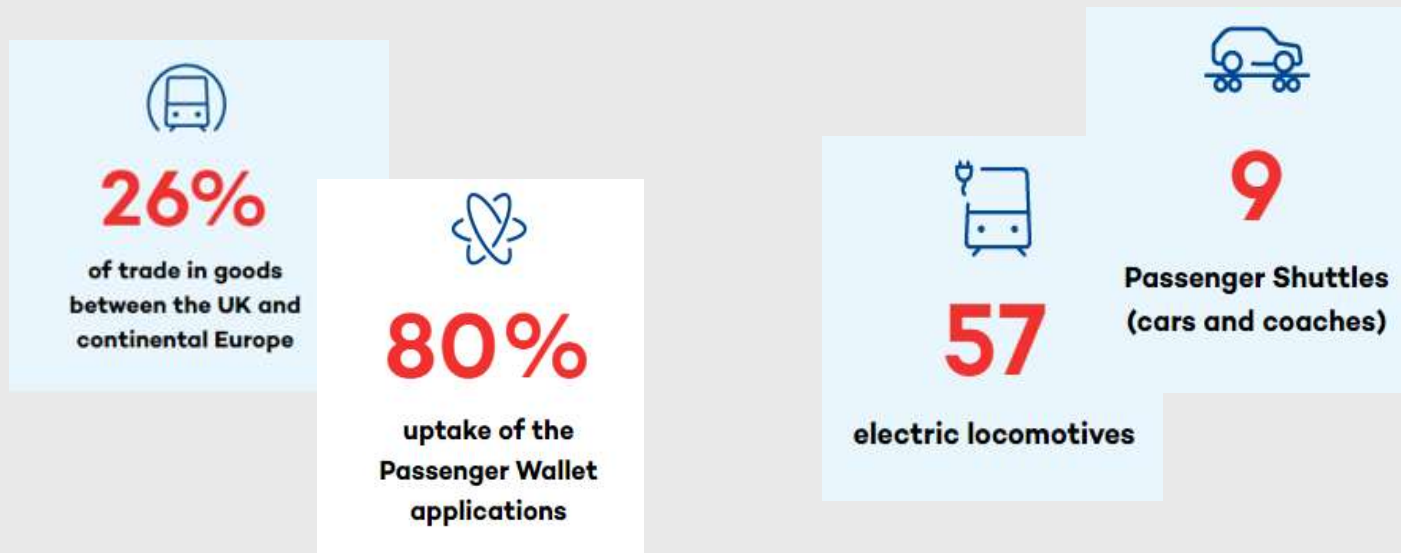 26%
of trade in goods
between the UK and
continental Europe
80%
uptake of the
Passenger Wallet
applications
57
electric locomotives
9
Passenger Shuttles
(cars and coaches)